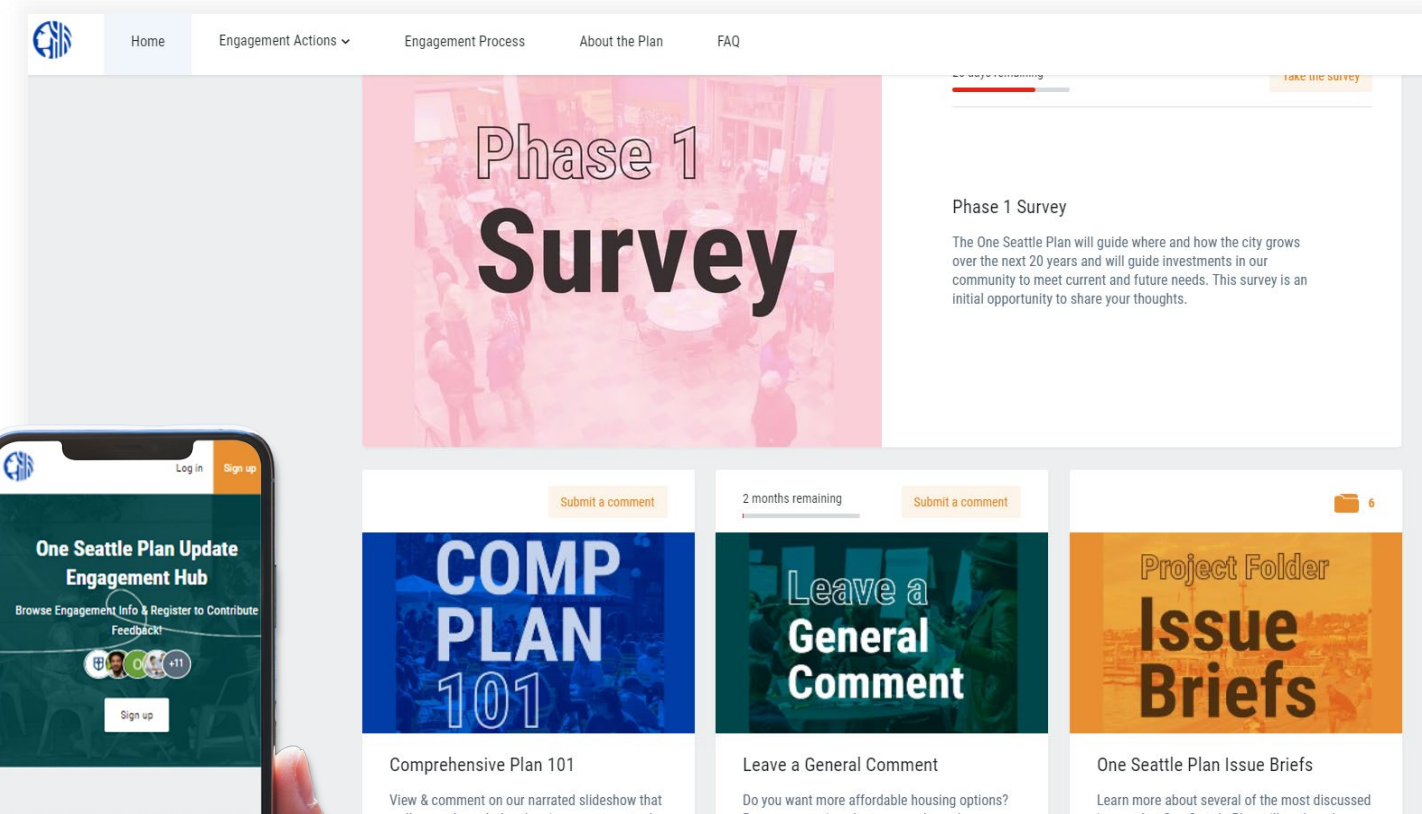 Home Engagement Actions Engagement Process About the Plan FAQ
days remaining
Take the survey
Phase 1
Survey
Phase 1 Survey
The One Seattle Plan will guide where and how the city grows
over the next 20 years and will guide investments in our
community to meet current and future needs. This survey is an
initial opportunity to share your thoughts.
Log in Sign up
One Seattle Plan Update
Engagement Hub
Browse Engagement Info & Register to Contribute
Feedback!
O +11
Sign up
Submit a comment
COMP
PLAN
101
Comprehensive Plan 101
View & comment on our narrated slideshow that
2 months remaining
Submit a comment
Leave a
General
Comment
Leave a General Comment
Do you want more affordable housing options?
6
Project Folder
Issue
Briefs
One Seattle Plan Issue Briefs
Learn more about several of the most discussed